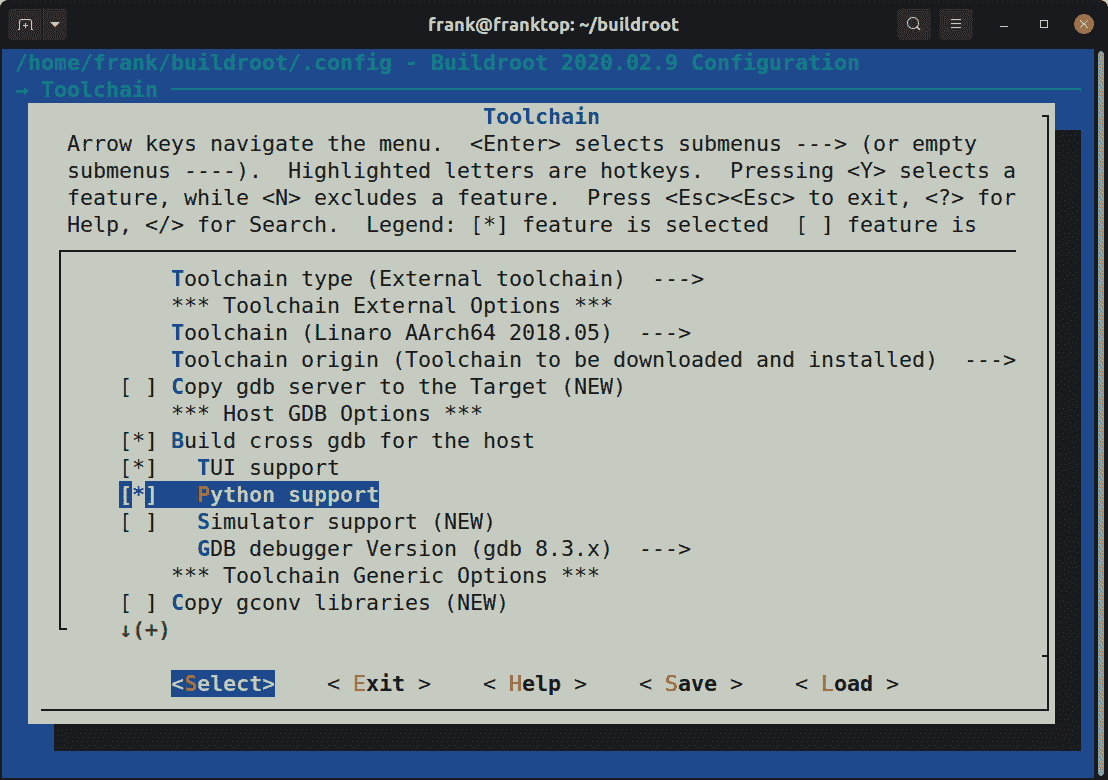 frank@franktop: ~/buildroot
/home/frank/buildroot/.config - Buildroot 2020.02.9 Configuration
→ Toolchain
Toolchain
Arrow keys navigate the menu.  <Enter> selects submenus ---> (or empty
submenus ----).  Highlighted letters are hotkeys.  Pressing <Y> selects a
feature, while <N> excludes a feature.  Press <Esc><Esc> to exit, <?> for
Help, </> for Search.  Legend: [*] feature is selected  [ ] feature is
Toolchain type (External toolchain)  --->
*** Toolchain External Options ***
Toolchain (Linaro AArch64 2018.05)  --->
Toolchain origin (Toolchain to be downloaded and installed)  --->
[ ] Copy gdb server to the Target (NEW)
*** Host GDB Options ***
[*] Build cross gdb for the host
[*]   TUI support
[*]   Python support
[ ]   Simulator support (NEW)
GDB debugger Version (gdb 8.3.x)  --->
*** Toolchain Generic Options ***
[ ] Copy gconv libraries (NEW)
↓(+)
<Select>    < Exit >    < Help >    < Save >    < Load >